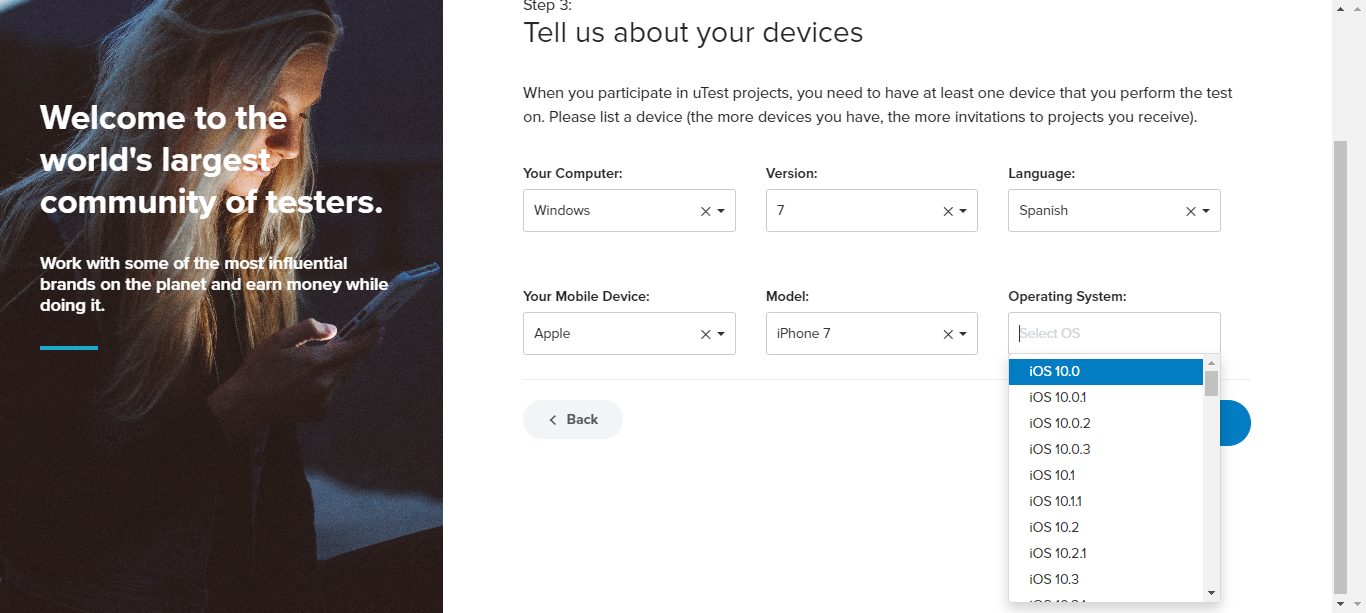 Step 3:
Tell us about your devices
Welcome to the
world's largest
community of testers.
Work with some of the most influential
brands on the planet and earn money while
doing it.
When you participate in uTest projects, you need to have at least one device that you perform the test
on. Please list a device (the more devices you have, the more invitations to projects you receive).
Your Computer: Version: Language:
Windows 7 Spanish
Your Mobile Device: Model: Operating System:
Apple iPhone 7 Select OS
iOS 10.0
iOS 10.0.1
iOS 10.0.2
iOS 10.0.3
iOS 10.1
iOS 10.1.1
iOS 10.2
iOS 10.2.1
iOS 10.3
Back